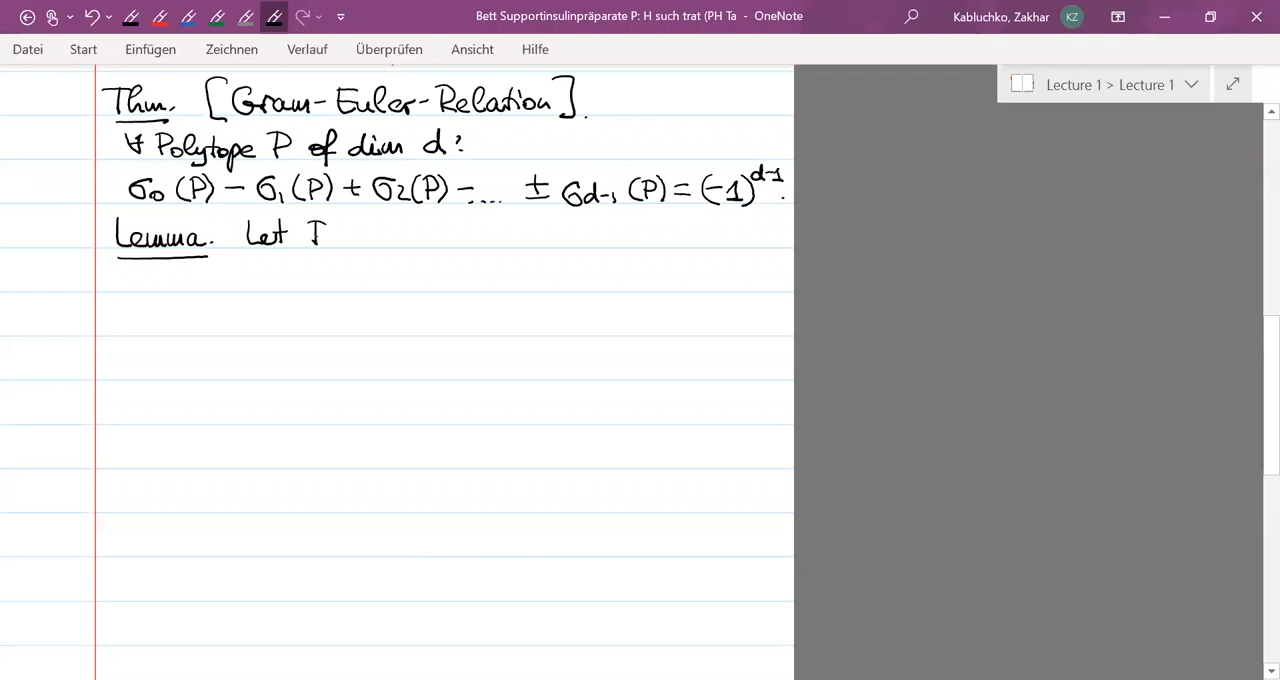 Bett Supportinsulinpräparate P: H such trat (PH Ta - OneNote
Kabluchko, Zakhar KZ
Datei Start Einfügen Zeichnen Verlauf Überprüfen Ansicht Hilfe
Lecture 1 > Lecture 1
Thm. [Gram-Euler-Relation].
∀ Polytope P of dim d:
σ₀(P) − σ₁(P) + σ₂(P) − .... ± σd-1(P) = (−1)^d-1.
Lemma. Let